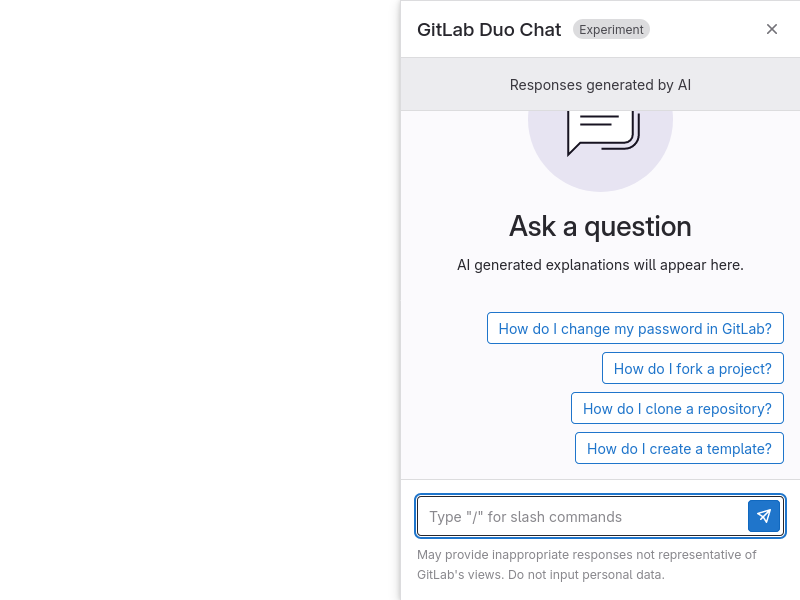 GitLab Duo Chat Experiment
Responses generated by AI
Ask a question
AI generated explanations will appear here.
How do I change my password in GitLab?
How do I fork a project?
How do I clone a repository?
How do I create a template?
Type "/" for slash commands
May provide inappropriate responses not representative of
GitLab's views. Do not input personal data.